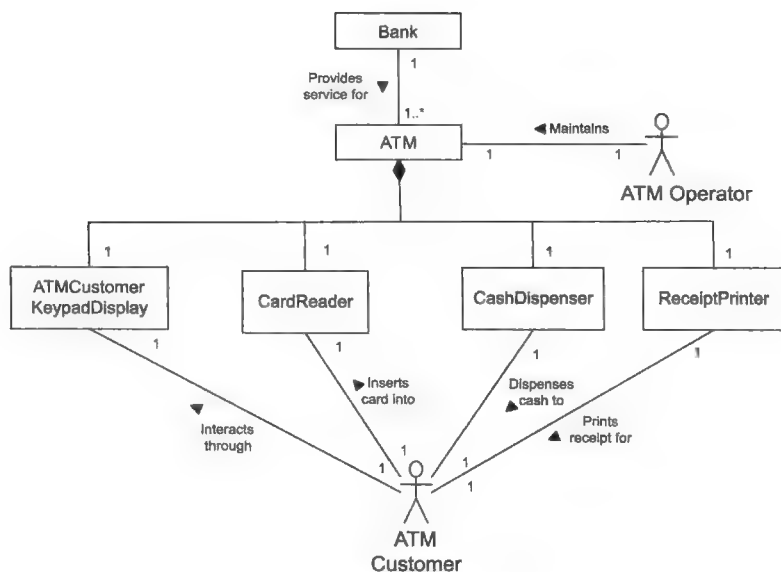 Bank
1
Provides
service for
1..*
Maintains
ATM
1
1
ATM Operator
1
1
1
1
ATMCustomer
KeypadDisplay
CardReader
CashDispenser
ReceiptPrinter
1
1
1
1
Inserts
card into
Dispenses
cash to
Interacts
through
Prints
receipt for
1
1
1
1
ATM
Customer